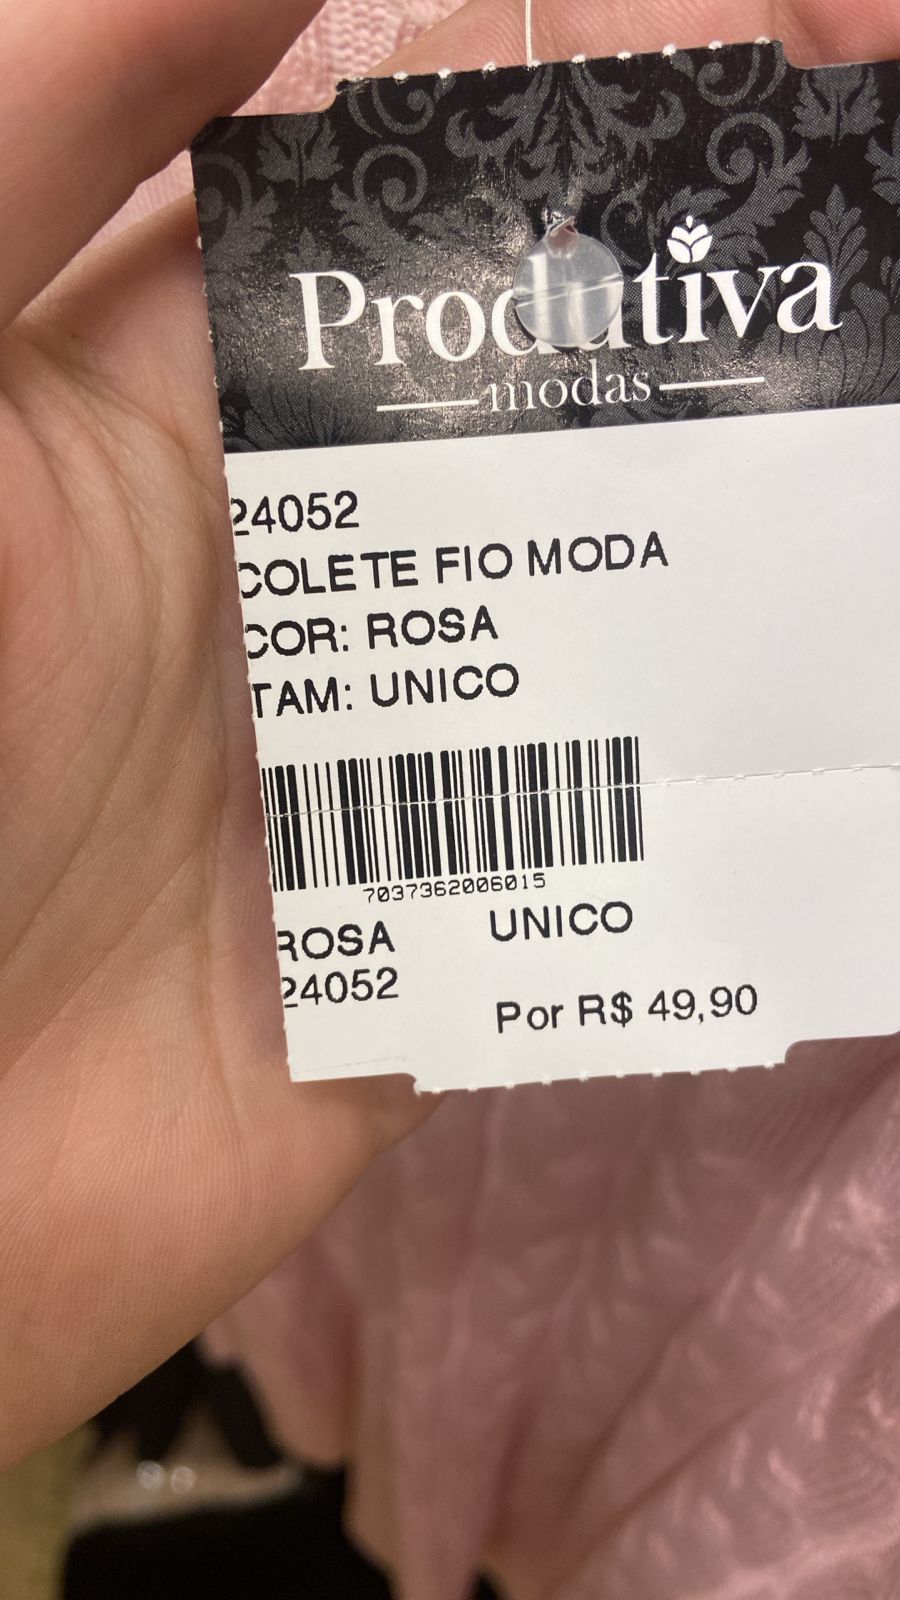 Produtiva
modas
24052
COLETE FIO MODA
COR: ROSA
TAM: UNICO
7037362006015
ROSA UNICO
24052
Por R$ 49,90